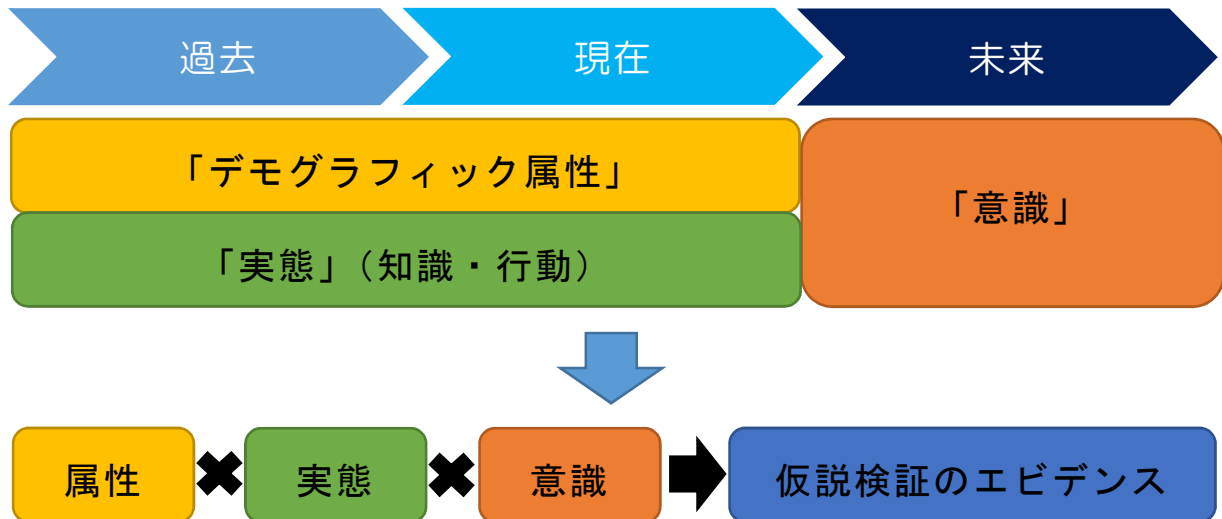 過去
現在
未来
「デモグラフィック属性」
「意識」
「実態」（知識・行動）
属性
実態
意識
仮説検証のエビデンス